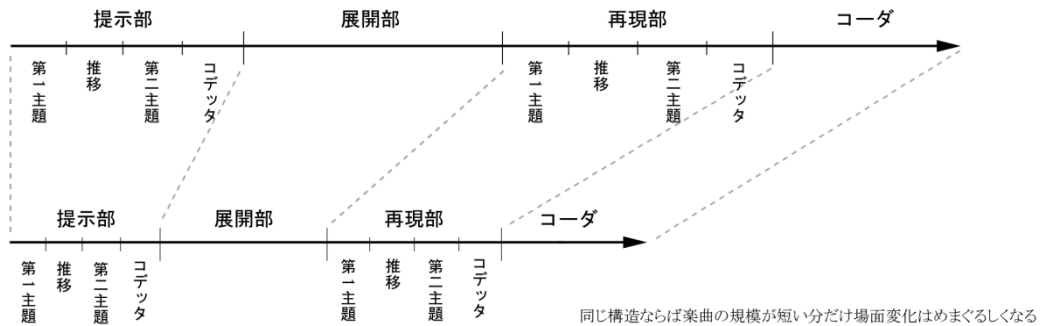 提示部
展開部
再現部
コーダ
第一主題
推移
第二主題
コデッタ
第一主題
推移
第二主題
コデッタ
提示部
展開部
再現部
コーダ
第一主題
推移
第二主題
コデッタ
第一主題
推移
第二主題
コデッタ
同じ構造ならば楽曲の規模が短い分だけ場面変化はめまぐるしくなる